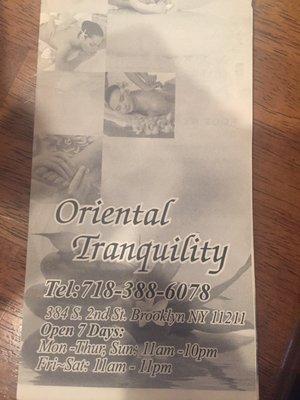 Oriental
Tranquility
Tel:718-388-6078
384 S. 2nd St. Brooklyn NY 11211
Open 7 Days:
Mon -Thur, Sun: 11am -10pm
Fri-Sat: 11am - 11pm